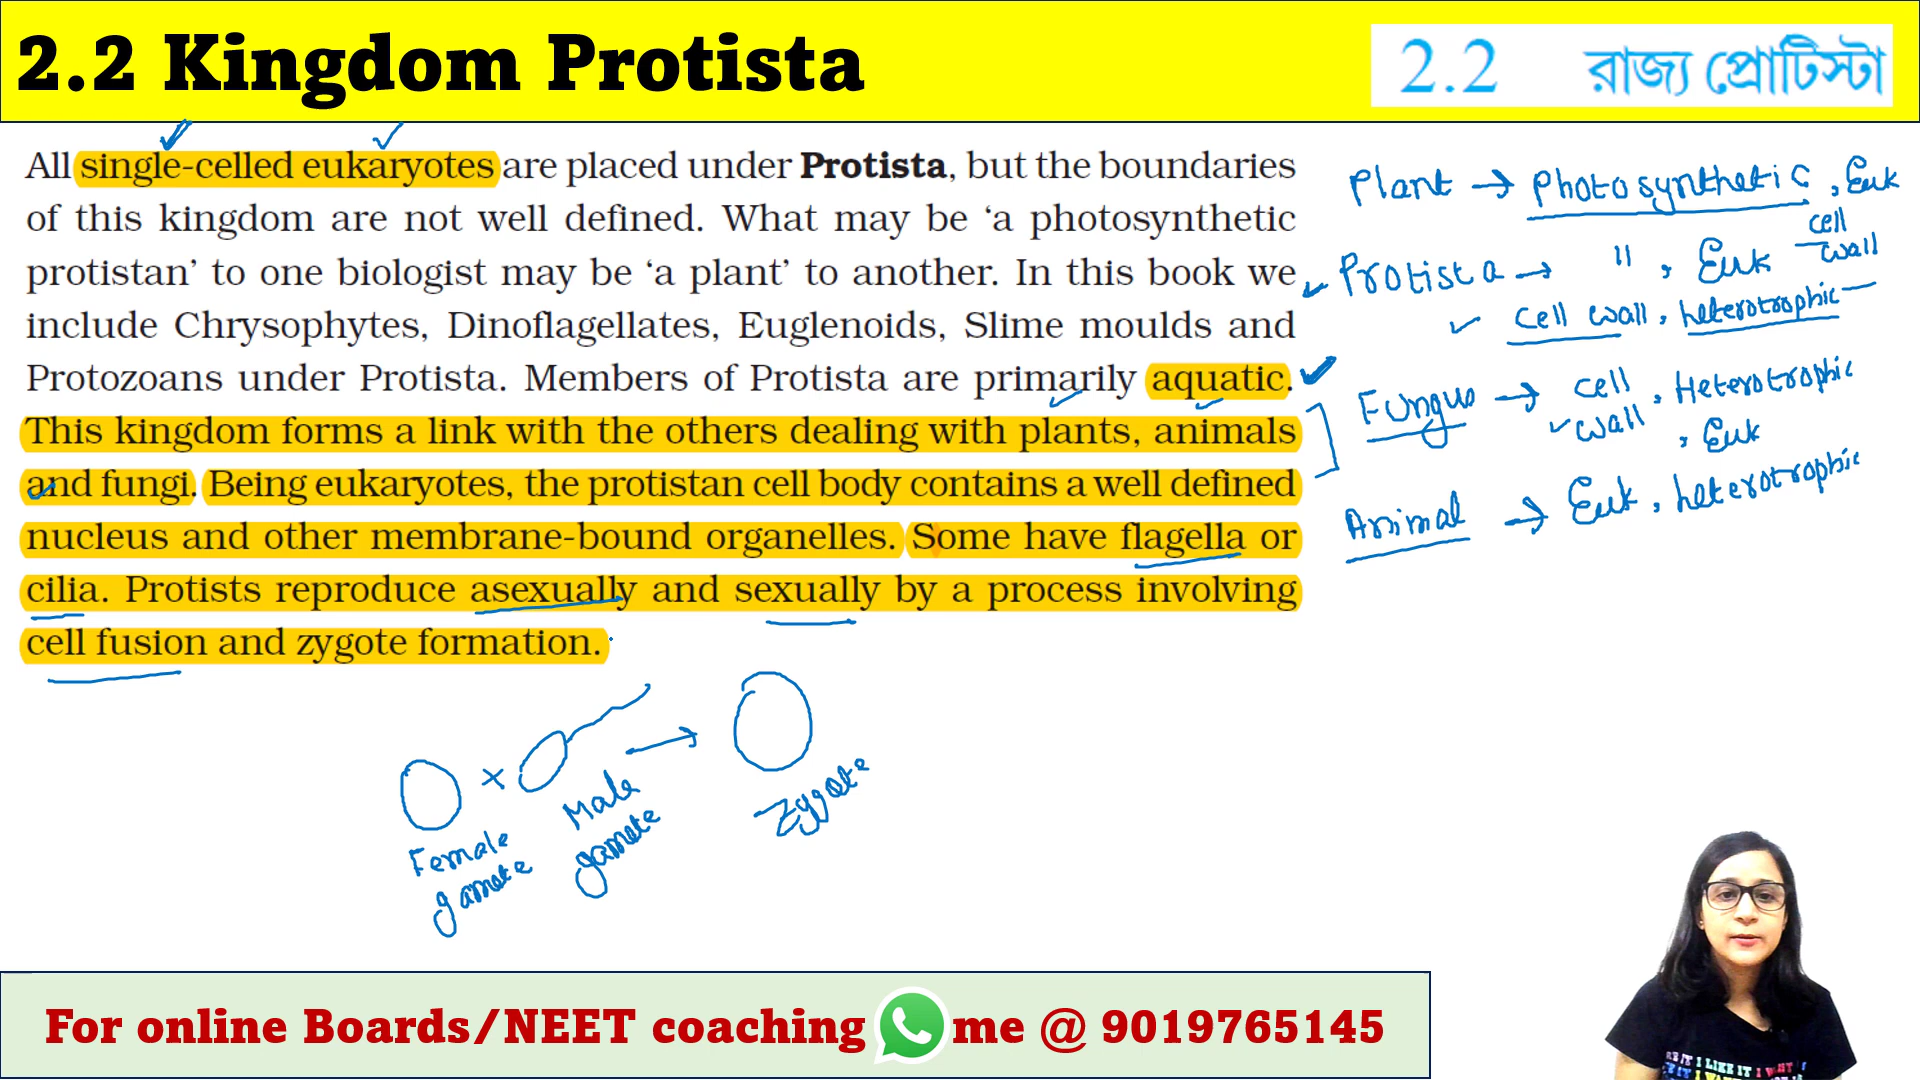 2.2 Kingdom Protista
2.2 রাজ্য প্রোটিস্টা
All single-celled eukaryotes are placed under Protista, but the boundaries
of this kingdom are not well defined. What may be ‘a photosynthetic
protistan’ to one biologist may be ‘a plant’ to another. In this book we
include Chrysophytes, Dinoflagellates, Euglenoids, Slime moulds and
Protozoans under Protista. Members of Protista are primarily aquatic.
This kingdom forms a link with the others dealing with plants, animals
and fungi. Being eukaryotes, the protistan cell body contains a well defined
nucleus and other membrane-bound organelles. Some have flagella or
cilia. Protists reproduce asexually and sexually by a process involving
cell fusion and zygote formation.
Plant → Photosynthetic, Euk
cell
wall
Protista → " , Euk
cell wall, heterotrophic
Fungus → cell , Heterotrophic
wall , Euk
Animal → Euk, heterotrophic
Female
gamete
×
Male
gamete
→
Zygote
For online Boards/NEET coaching me @ 9019765145